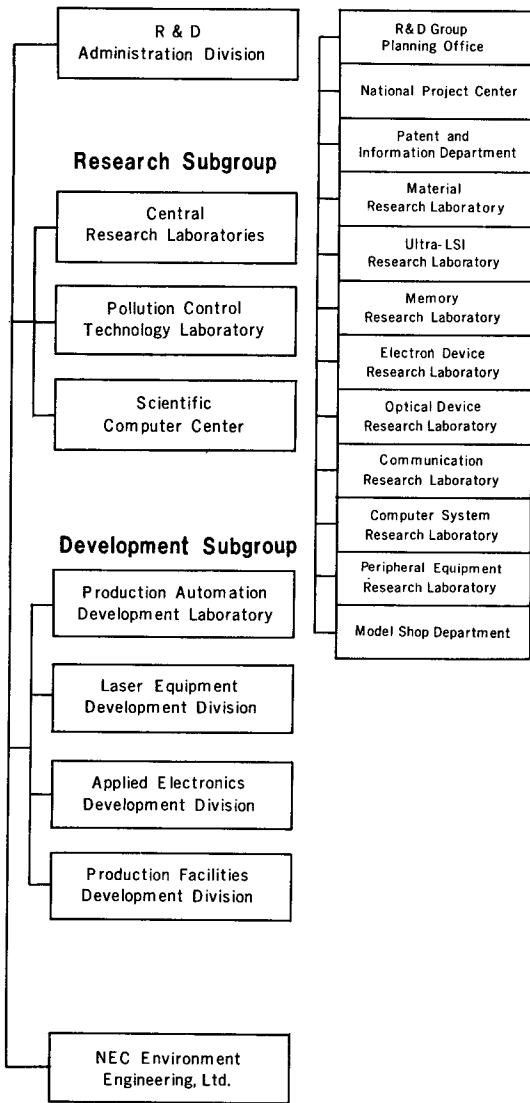 R & D
Administration Division
Research Subgroup
Central
Research Laboratories
Pollution Control
Technology Laboratory
Scientific
Computer Center
Development Subgroup
Production Automation
Development Laboratory
Laser Equipment
Development Division
Applied Electronics
Development Division
Production Facilities
Development Division
NEC Environment
Engineering, Ltd.
R&D Group
Planning Office
National Project Center
Patent and
Information Department
Material
Research Laboratory
Ultra-LSI
Research Laboratory
Memory
Research Laboratory
Electron Device
Research Laboratory
Optical Device
Research Laboratory
Communication
Research Laboratory
Computer System
Research Laboratory
Peripheral Equipment
Research Laboratory
Model Shop Department